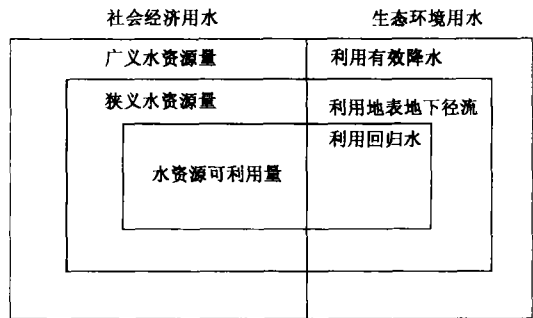 社会经济用水 生态环境用水
广义水资源量 利用有效降水
狭义水资源量 利用地表地下径流
利用回归水
水资源可利用量